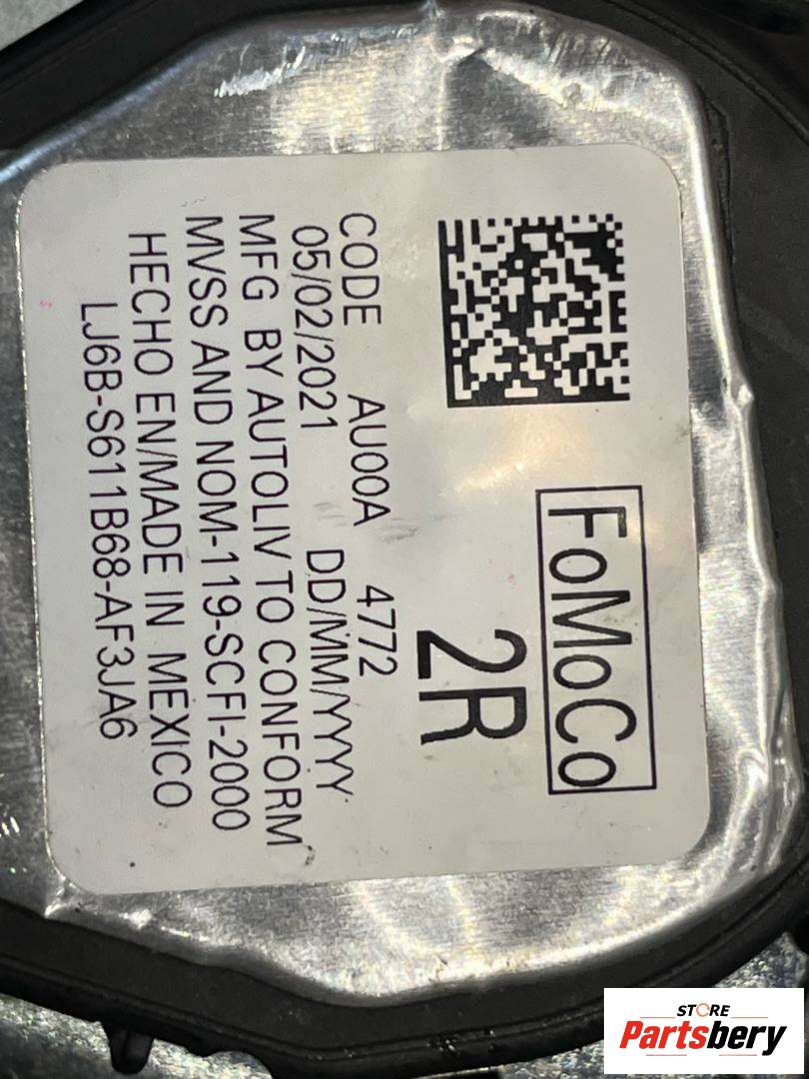 FoMoCo
2R
CODE AU00A 4772
05/02/2021 DD/MM/YYYY
MFG BY AUTOLIV TO CONFORM
MVSS AND NOM-119-SCFI-2000
HECHO EN/MADE IN MEXICO
LJ6B-S611B68-AF3JA6
STORE
Partsbery